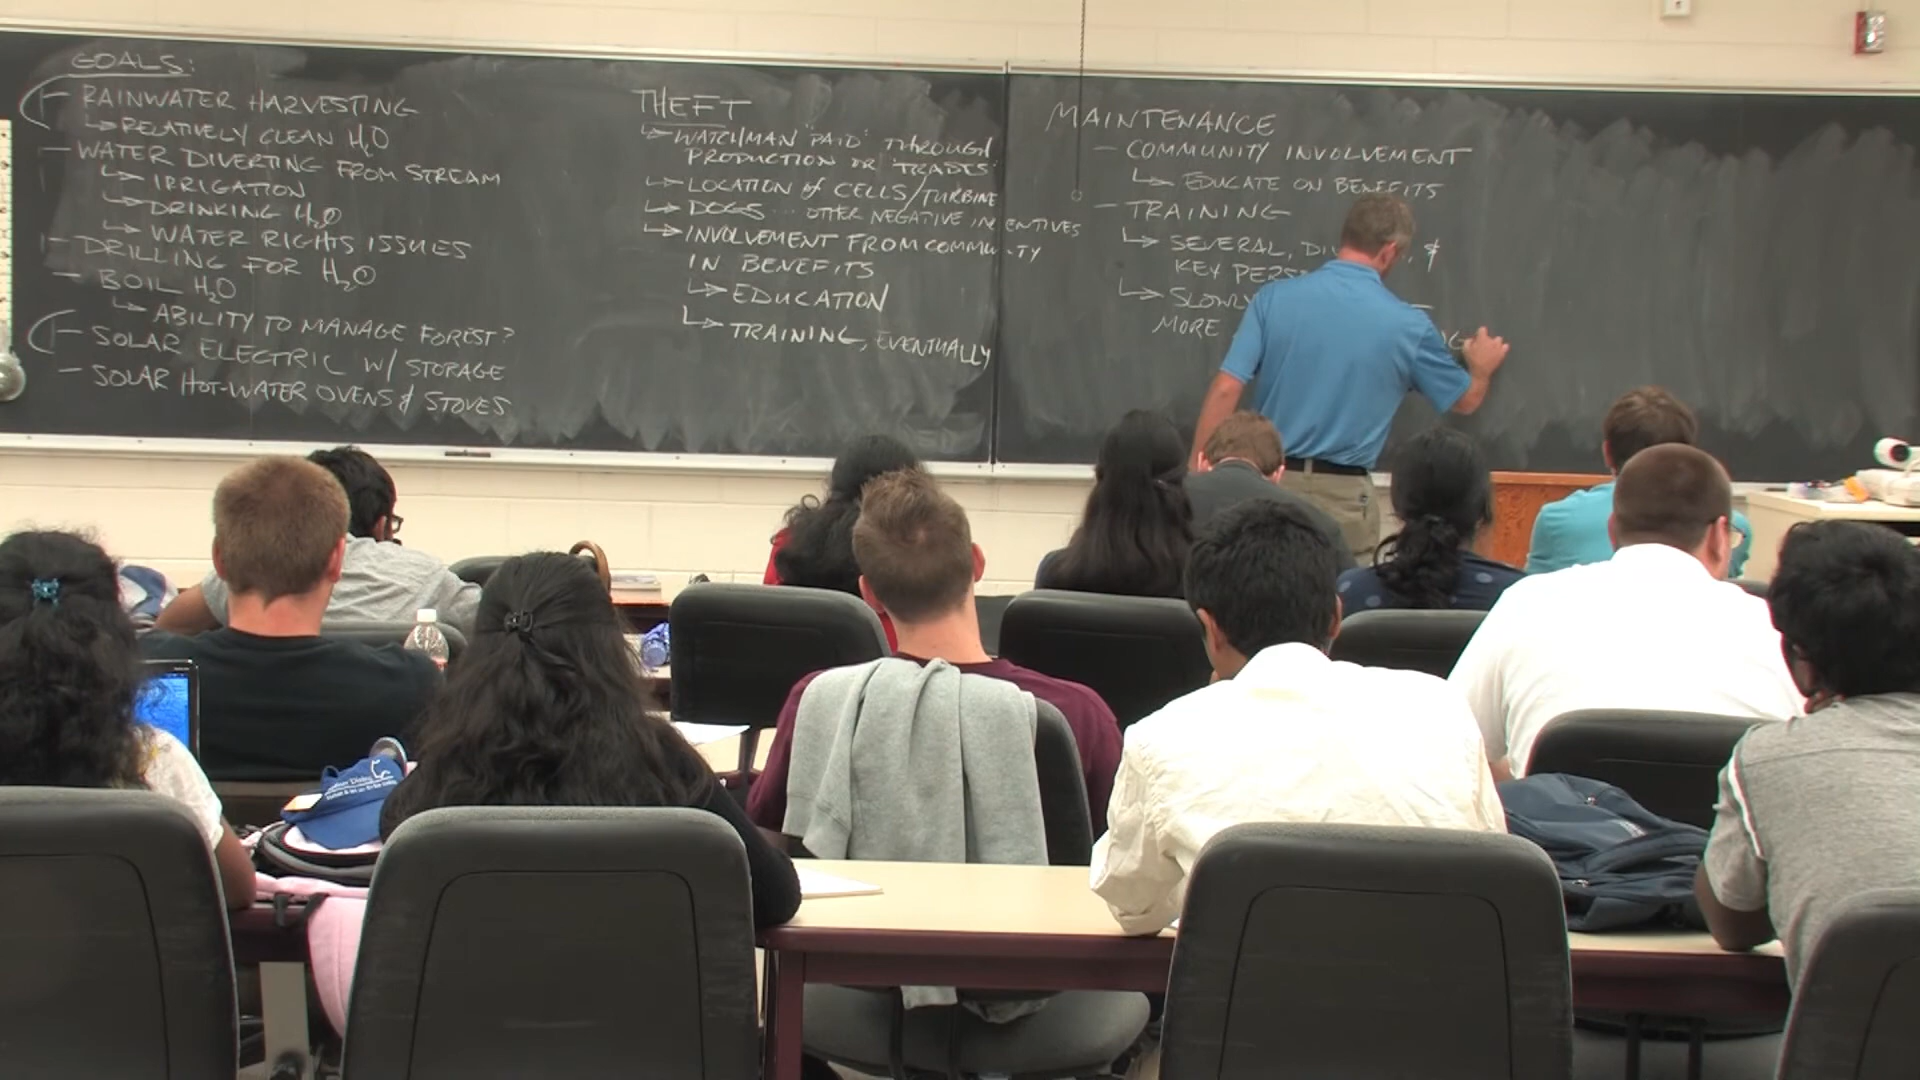 GOALS:
- RAINWATER HARVESTING
↳ RELATIVELY CLEAN H2O
- WATER DIVERTING FROM STREAM
↳ IRRIGATION
↳ DRINKING H2O
↳ WATER RIGHTS ISSUES
- DRILLING FOR H2O
- BOIL H2O
↳ ABILITY TO MANAGE FOREST?
- SOLAR ELECTRIC W/ STORAGE
- SOLAR HOT-WATER OVENS & STOVES
THEFT
↳ WATCHMAN "PAID" THROUGH
PRODUCTION OR "TRADES"
↳ LOCATION of CELLS/TURBINE
↳ DOGS... OTHER NEGATIVE INCENTIVES
↳ INVOLVEMENT FROM COMMUNITY
IN BENEFITS
↳ EDUCATION
↳ TRAINING, EVENTUALLY
MAINTENANCE
- COMMUNITY INVOLVEMENT
↳ EDUCATE ON BENEFITS
- TRAINING
↳ SEVERAL, &
KEY
↳ SLOWLY
MORE